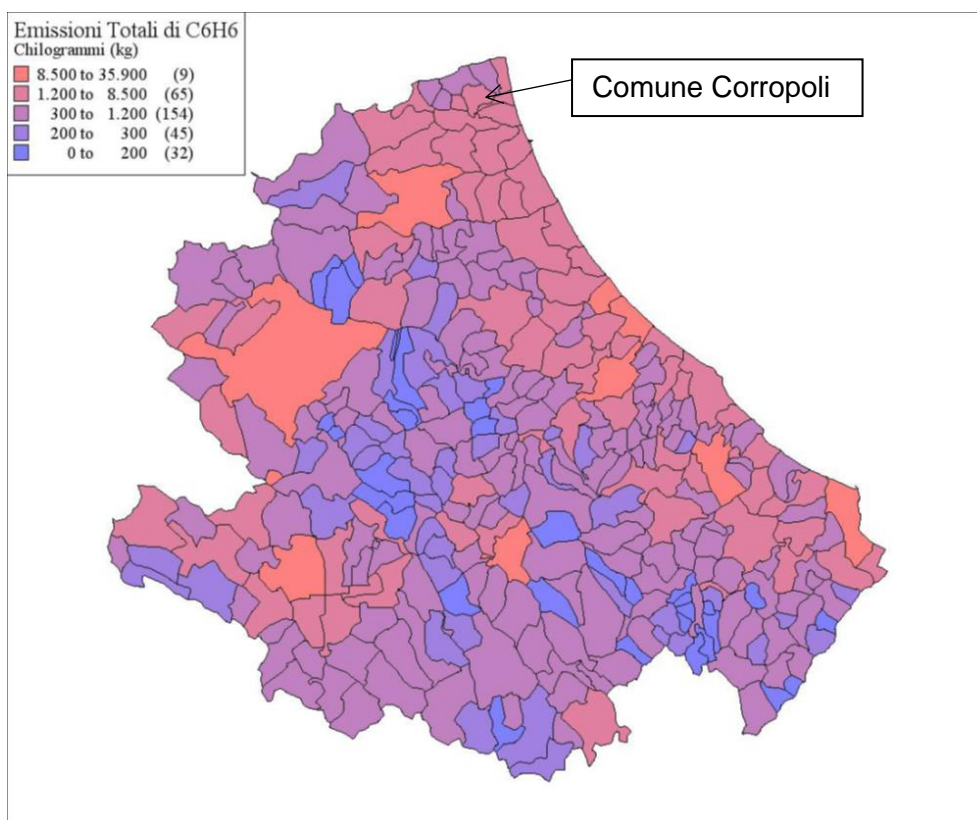 Emissioni Totali di C6H6
Chilogrammi (kg)
8.500 to 35.900 (9)
1.200 to 8.500 (65)
300 to 1.200 (154)
200 to 300 (45)
0 to 200 (32)
Comune Corropoli